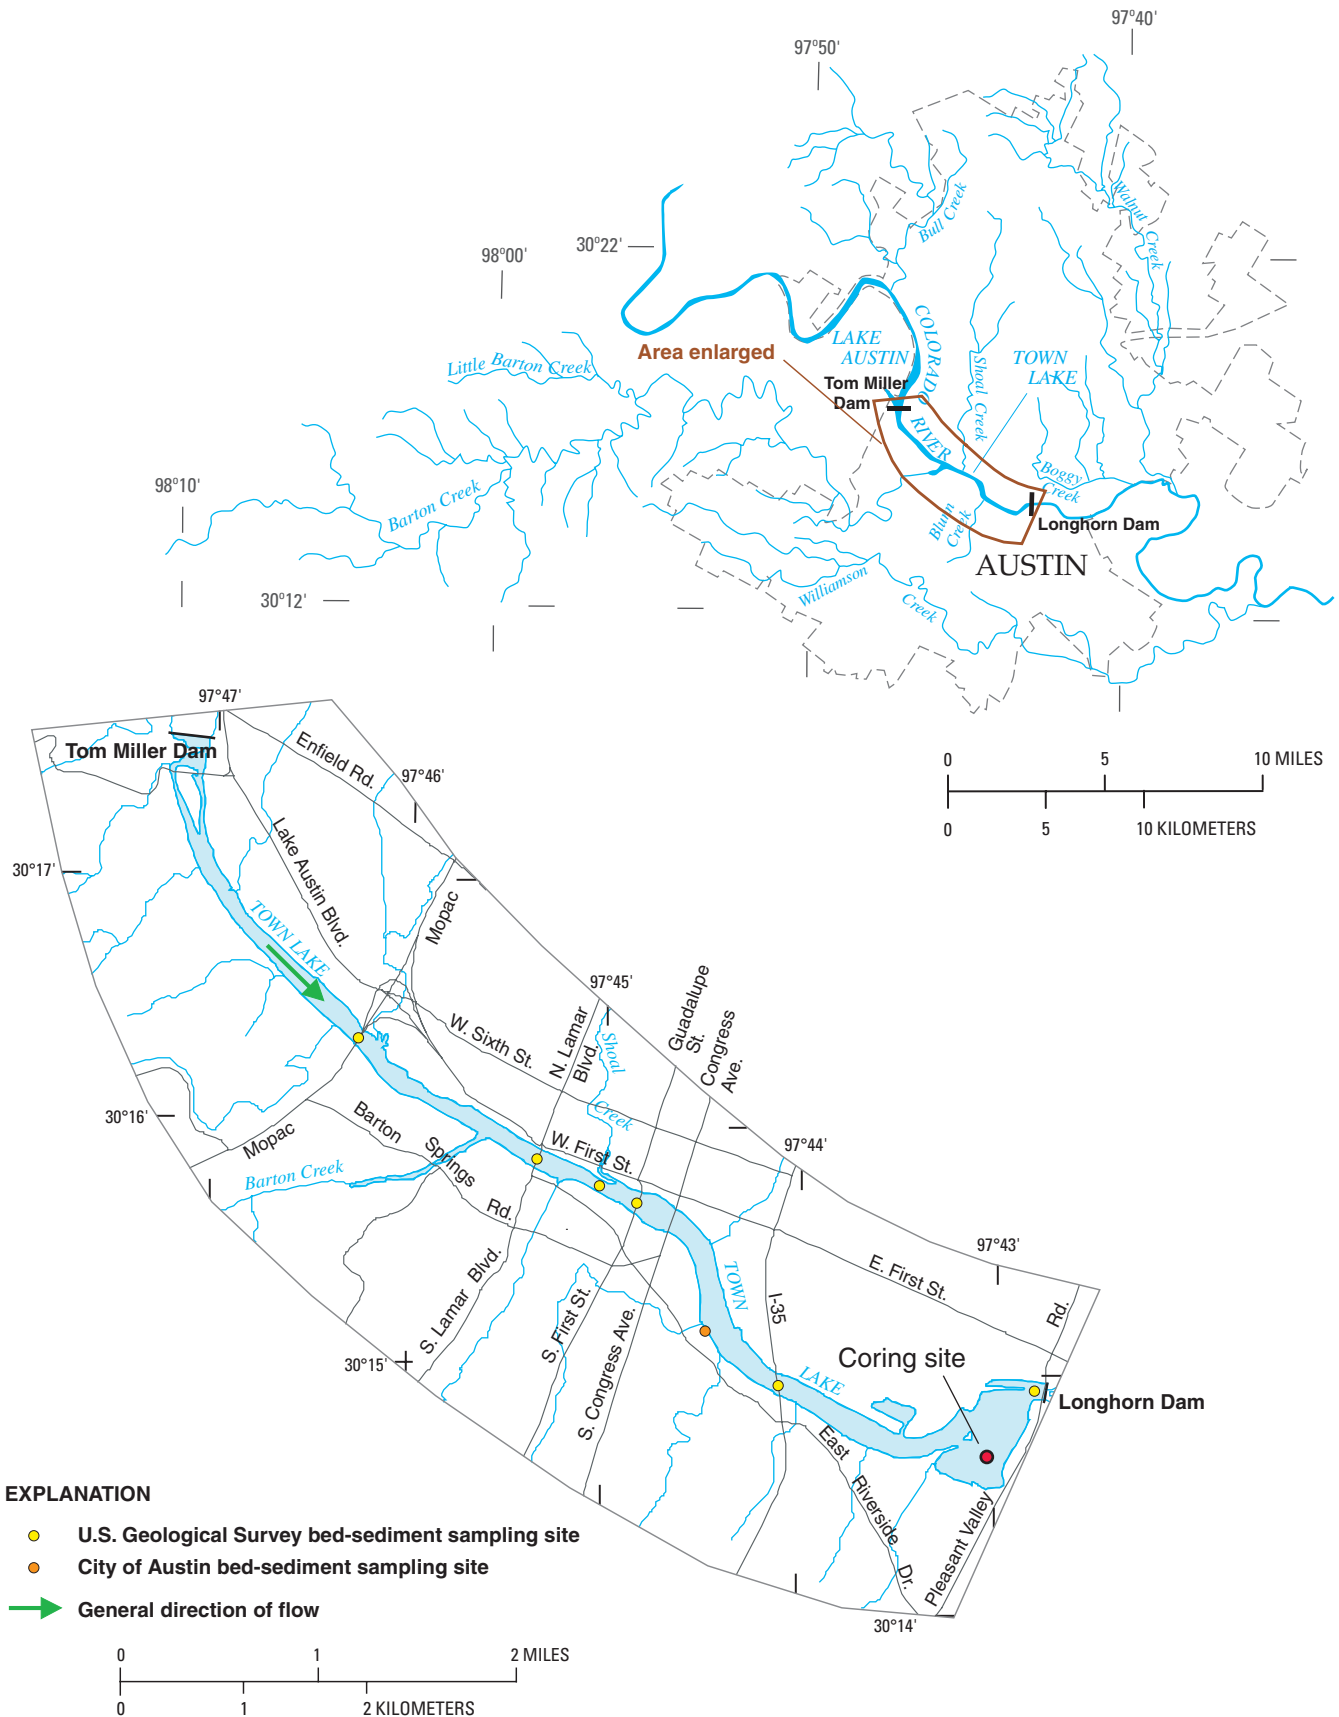 97°40'
97°50'
Walnut
Creek
Bull Creek
30°22'
98°00'
COLORADO
RIVER
LAKE
AUSTIN
Area enlarged
TOWN
LAKE
Shoal Creek
Little Barton Creek
Tom Miller
Dam
Boggy
Creek
98°10'
Barton Creek
Blunn
Creek
Longhorn Dam
AUSTIN
Williamson
Creek
30°12'
97°47'
Tom Miller Dam
Enfield Rd.
97°46'
0 5 10 MILES
0 5 10 KILOMETERS
Lake Austin Blvd.
30°17'
Mopac
TOWN LAKE
97°45'
Guadalupe
St.
Congress
Ave.
N. Lamar
Blvd.
W. Sixth St.
Shoal
Creek
30°16'
Mopac
Barton
Springs
Rd.
W. First St.
97°44'
Barton Creek
97°43'
TOWN
LAKE
E. First St.
Rd.
I-35
S. Lamar Blvd.
S. First St.
S. Congress Ave.
30°15'
Coring site
Longhorn Dam
East
Riverside
Dr.
Pleasant Valley
30°14'
EXPLANATION
U.S. Geological Survey bed-sediment sampling site
City of Austin bed-sediment sampling site
General direction of flow
0 1 2 MILES
0 1 2 KILOMETERS